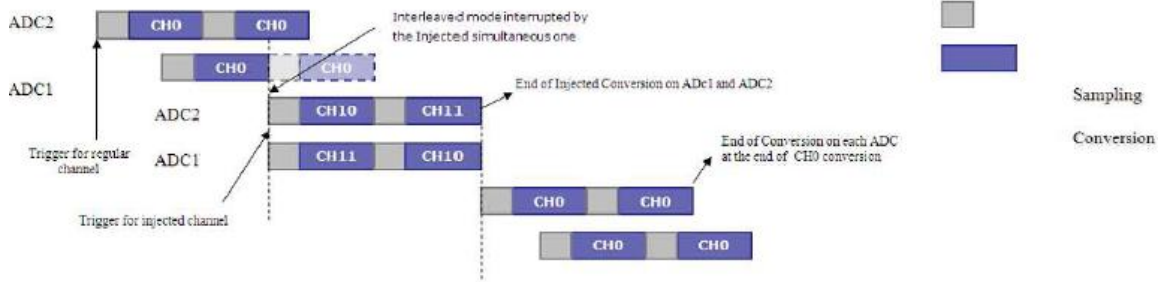 ADC2
CH0 CH0
Interleaved mode interrupted by
the Injected simultaneous one
CH0 CH0
ADC1
End of Injected Conversion on ADc1 and ADC2
ADC2
CH10 CH11
Sampling
Trigger for regular
channel
ADC1
CH11 CH10
End of Conversion on each ADC
at the end of CH0 conversion
Conversion
CH0 CH0
Trigger for injected channel
CH0 CH0